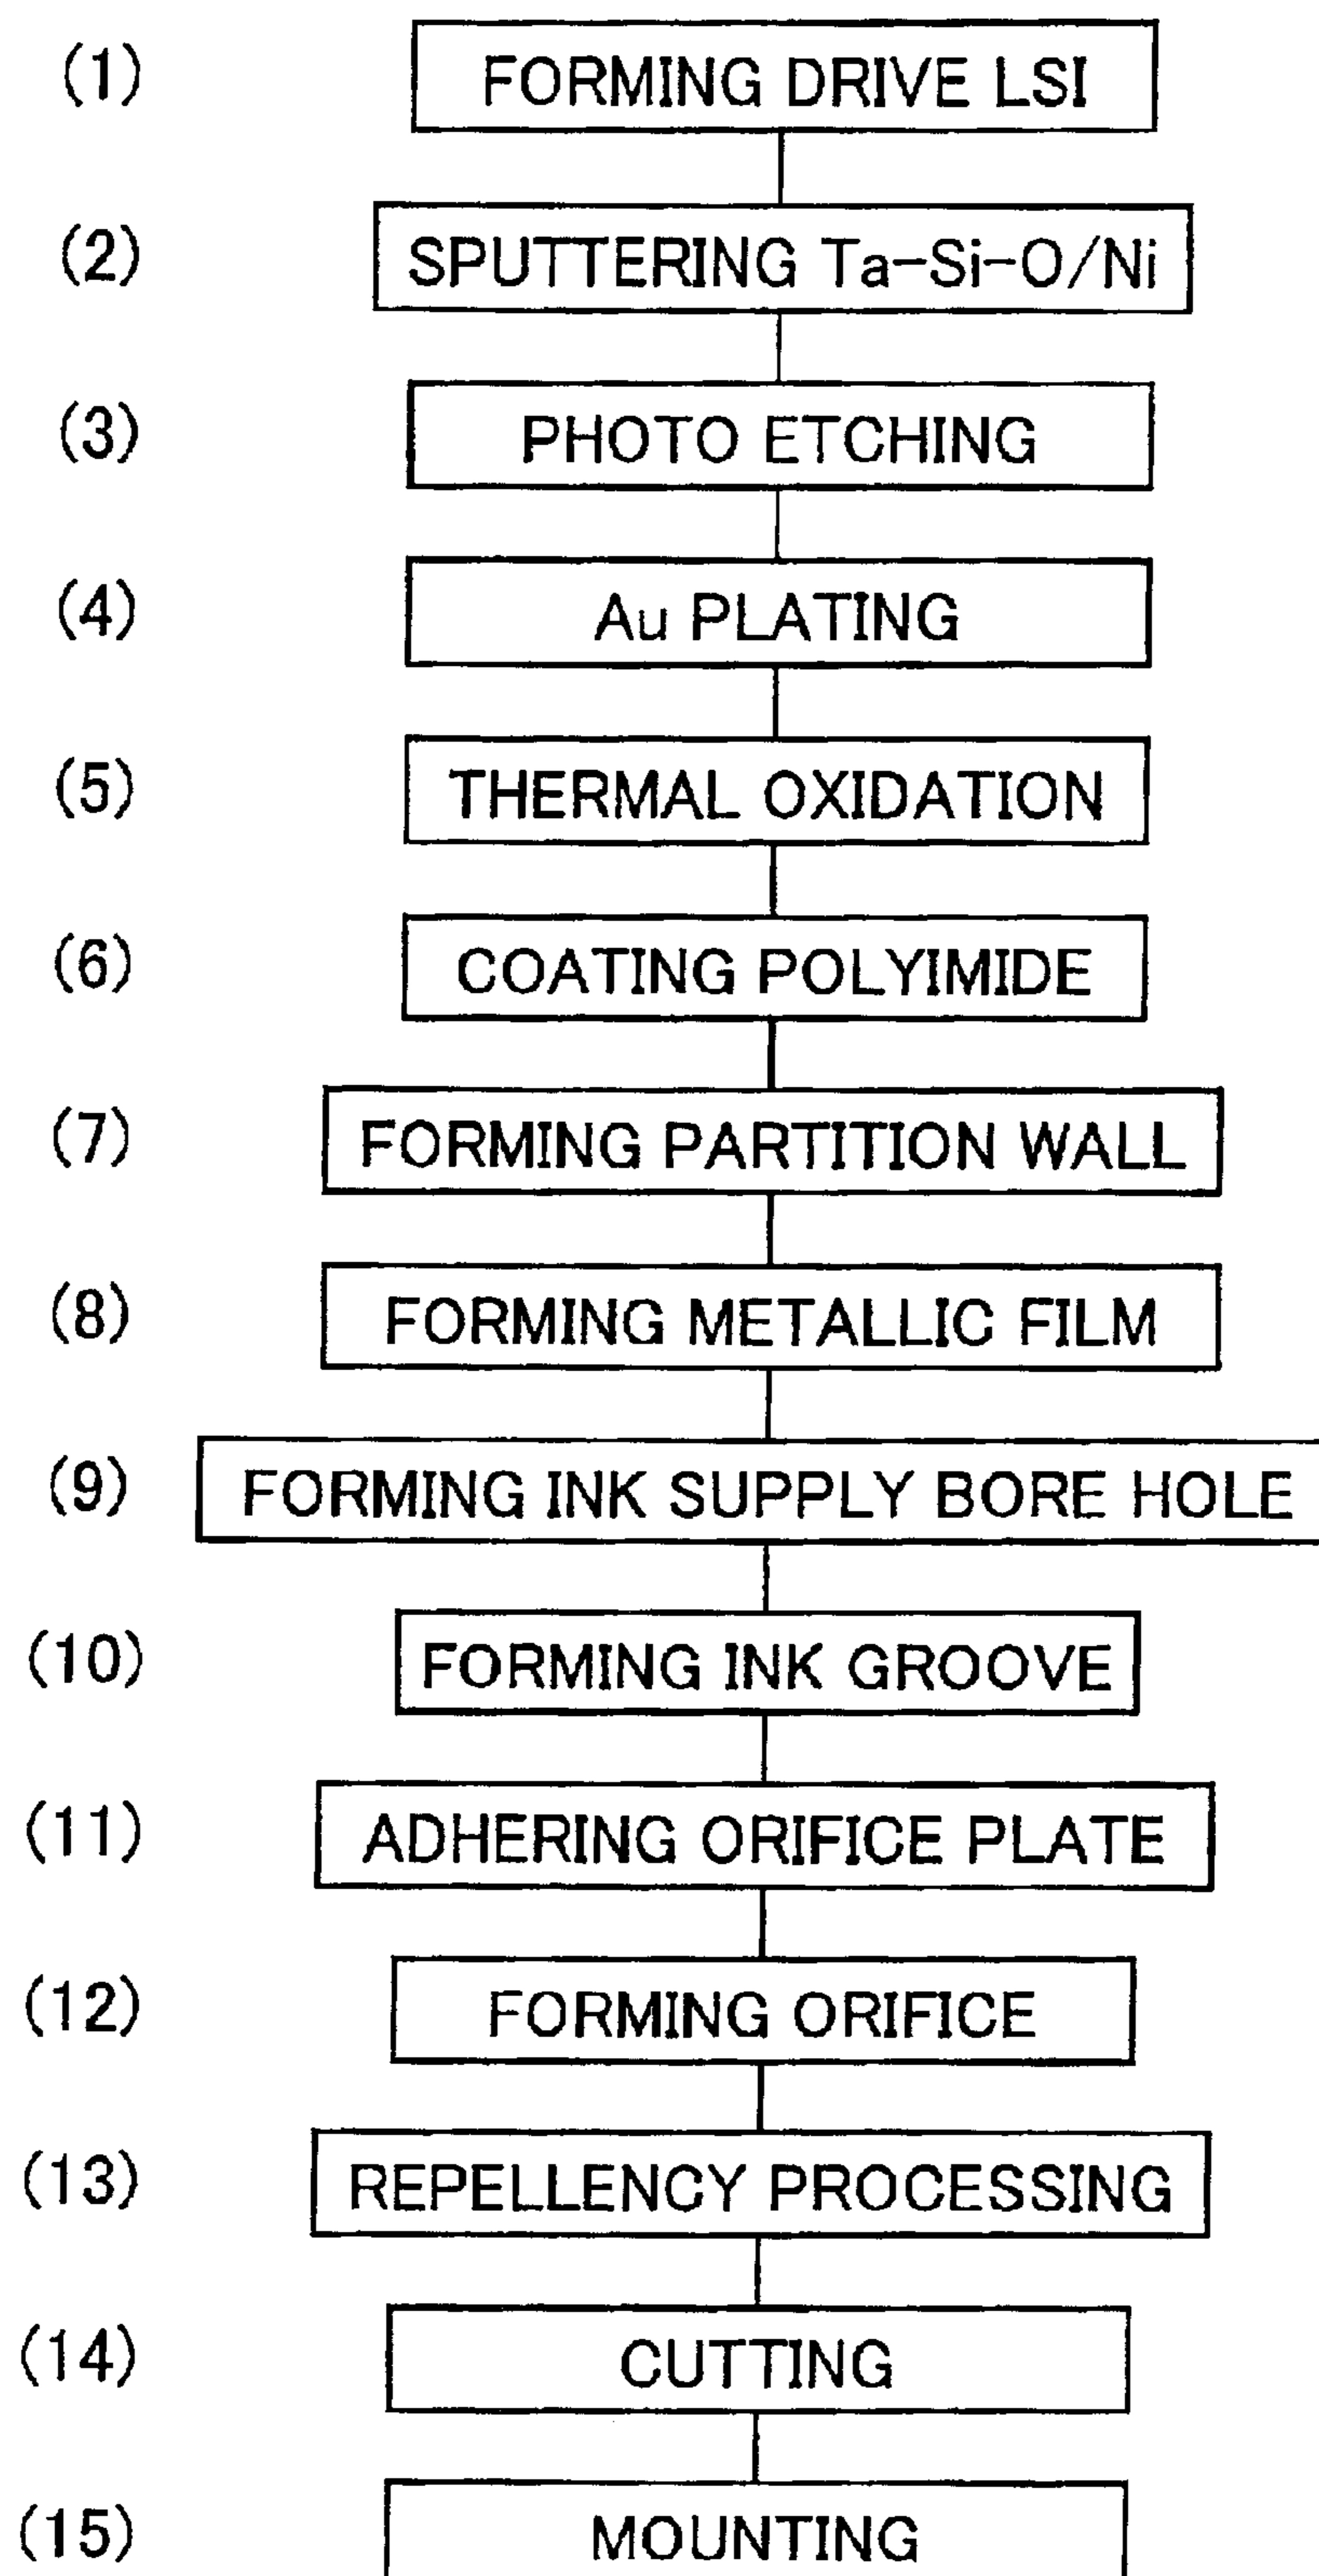 (1) FORMING DRIVE LSI
(2) SPUTTERING Ta-Si-O/Ni
(3) PHOTO ETCHING
(4) Au PLATING
(5) THERMAL OXIDATION
(6) COATING POLYIMIDE
(7) FORMING PARTITION WALL
(8) FORMING METALLIC FILM
(9) FORMING INK SUPPLY BORE HOLE
(10) FORMING INK GROOVE
(11) ADHERING ORIFICE PLATE
(12) FORMING ORIFICE
(13) REPELLENCY PROCESSING
(14) CUTTING
(15) MOUNTING